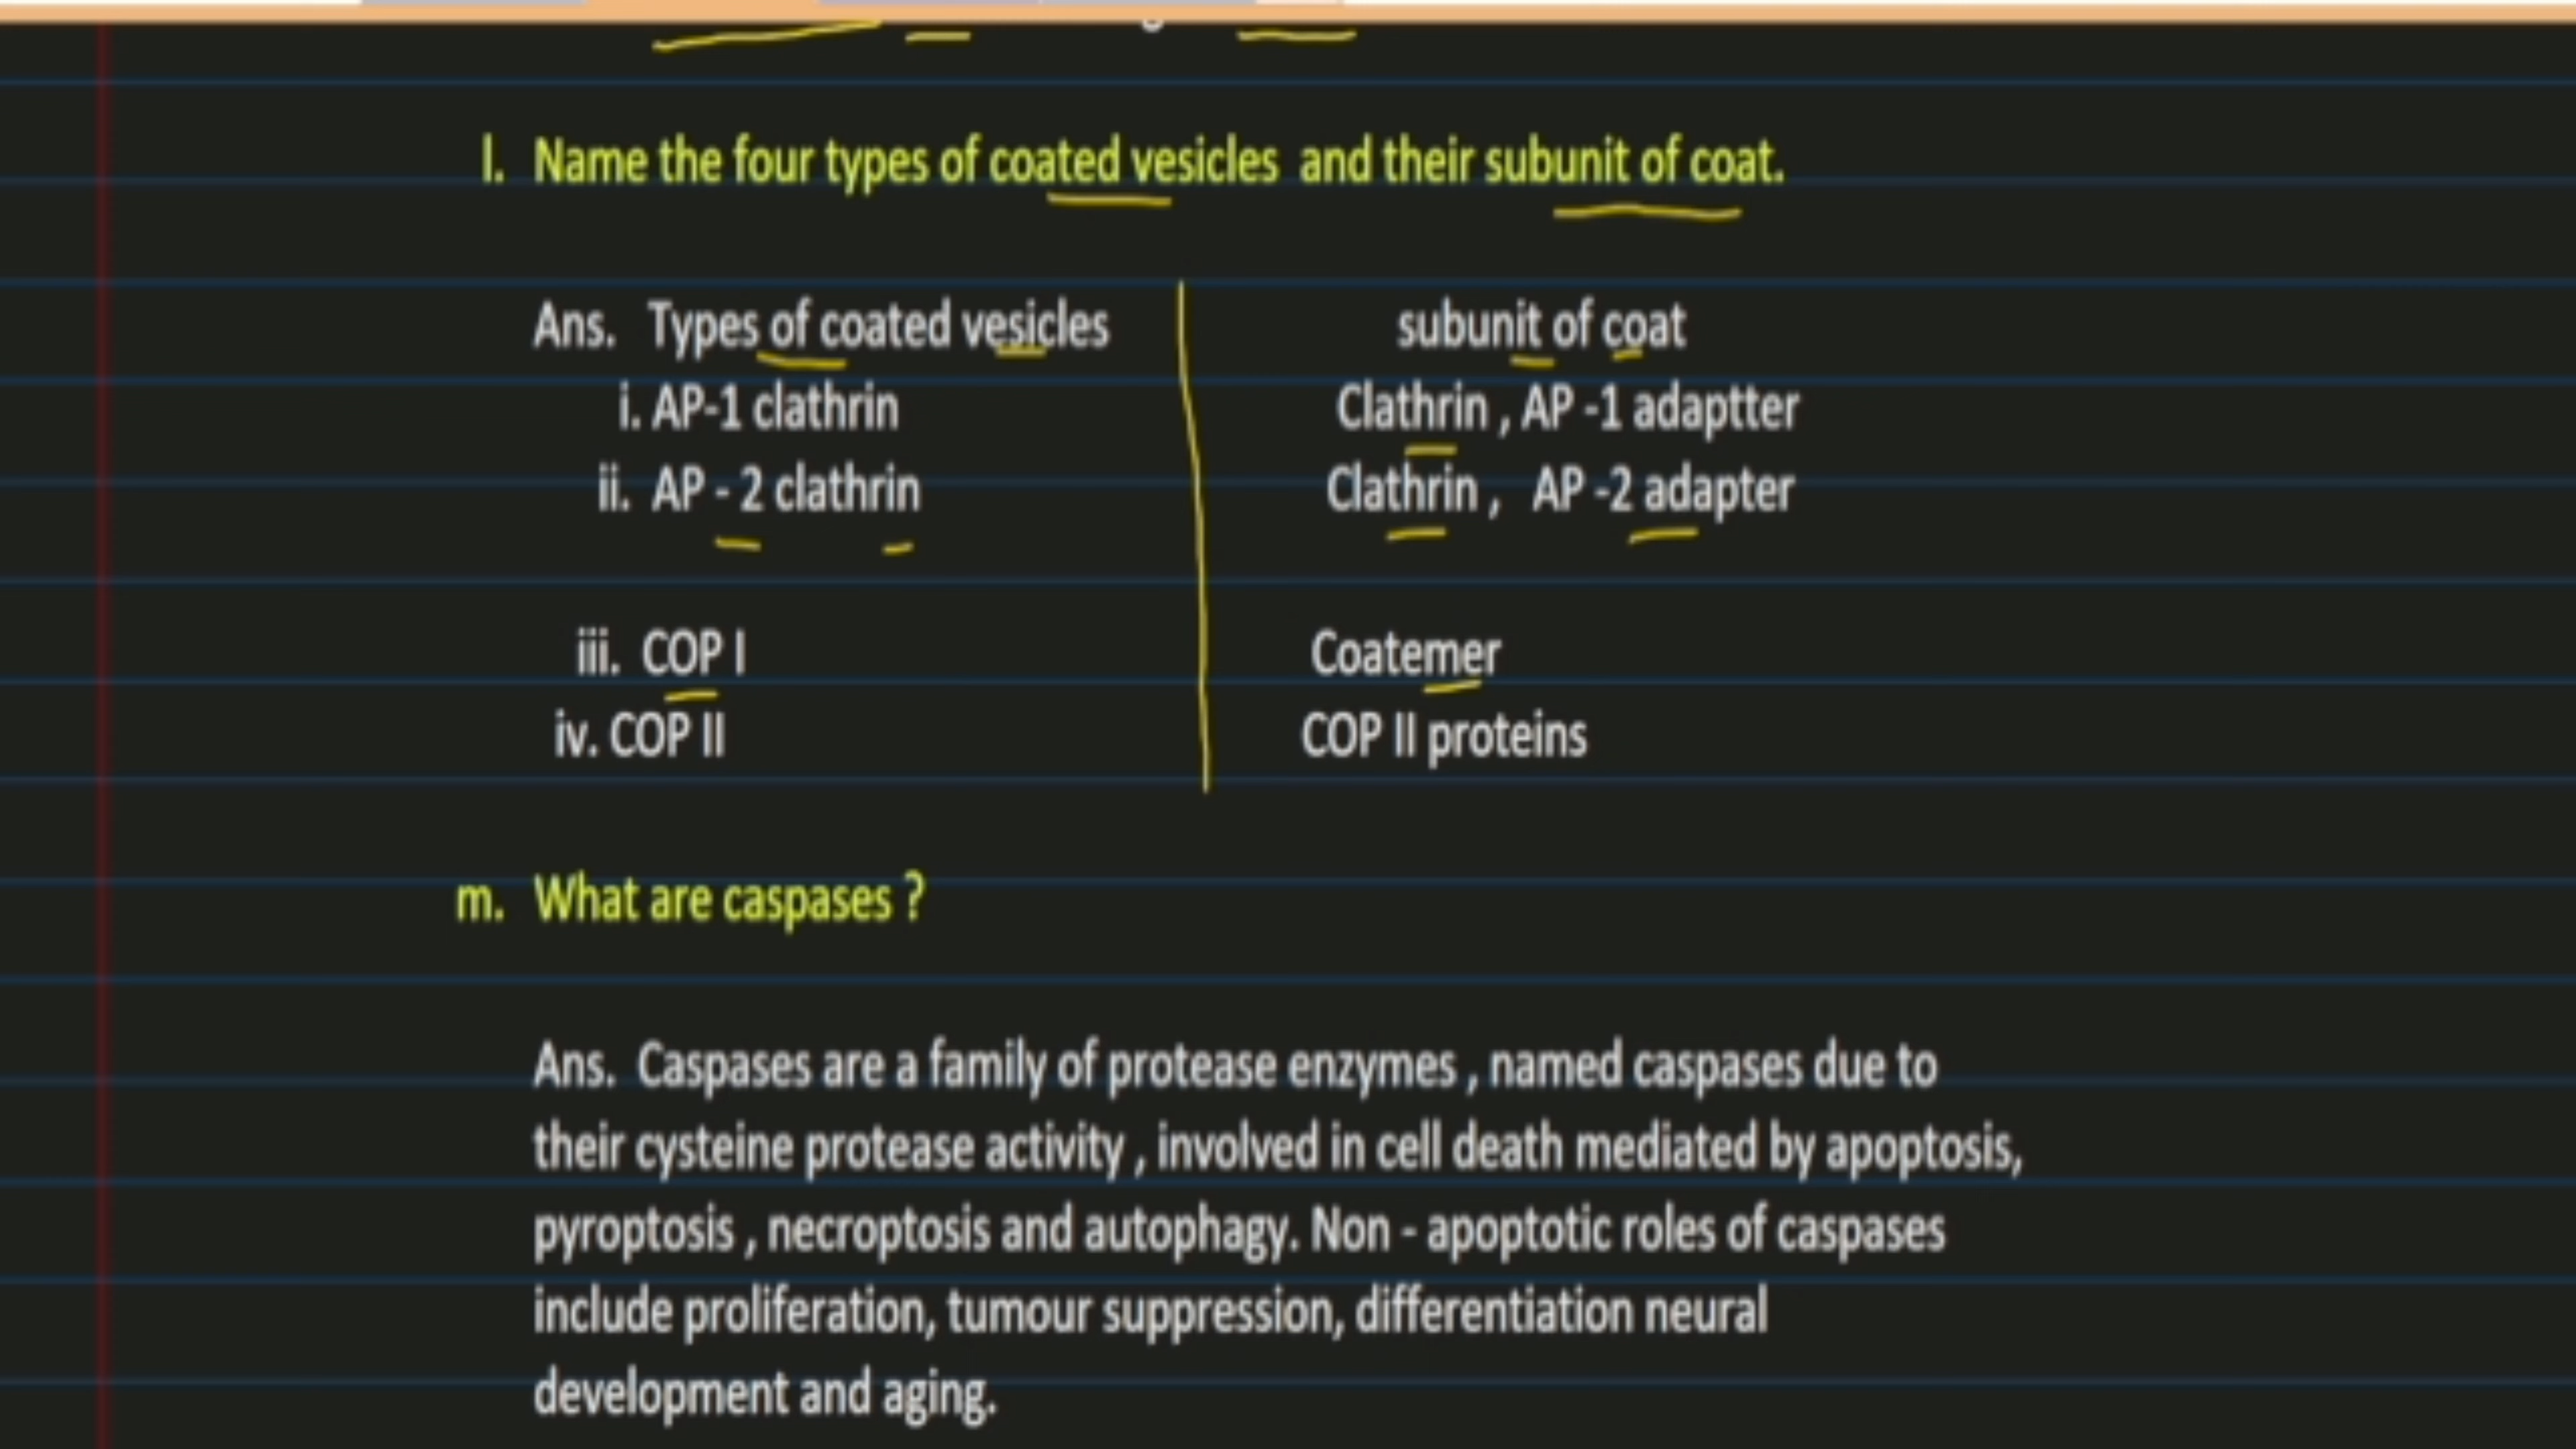 l. Name the four types of coated vesicles and their subunit of coat.
Ans. Types of coated vesicles subunit of coat
i. AP-1 clathrin Clathrin , AP -1 adaptter
ii. AP - 2 clathrin Clathrin , AP -2 adapter
iii. COP I Coatemer
iv. COP II COP II proteins
m. What are caspases ?
Ans. Caspases are a family of protease enzymes , named caspases due to
their cysteine protease activity , involved in cell death mediated by apoptosis,
pyroptosis , necroptosis and autophagy. Non - apoptotic roles of caspases
include proliferation, tumour suppression, differentiation neural
development and aging.